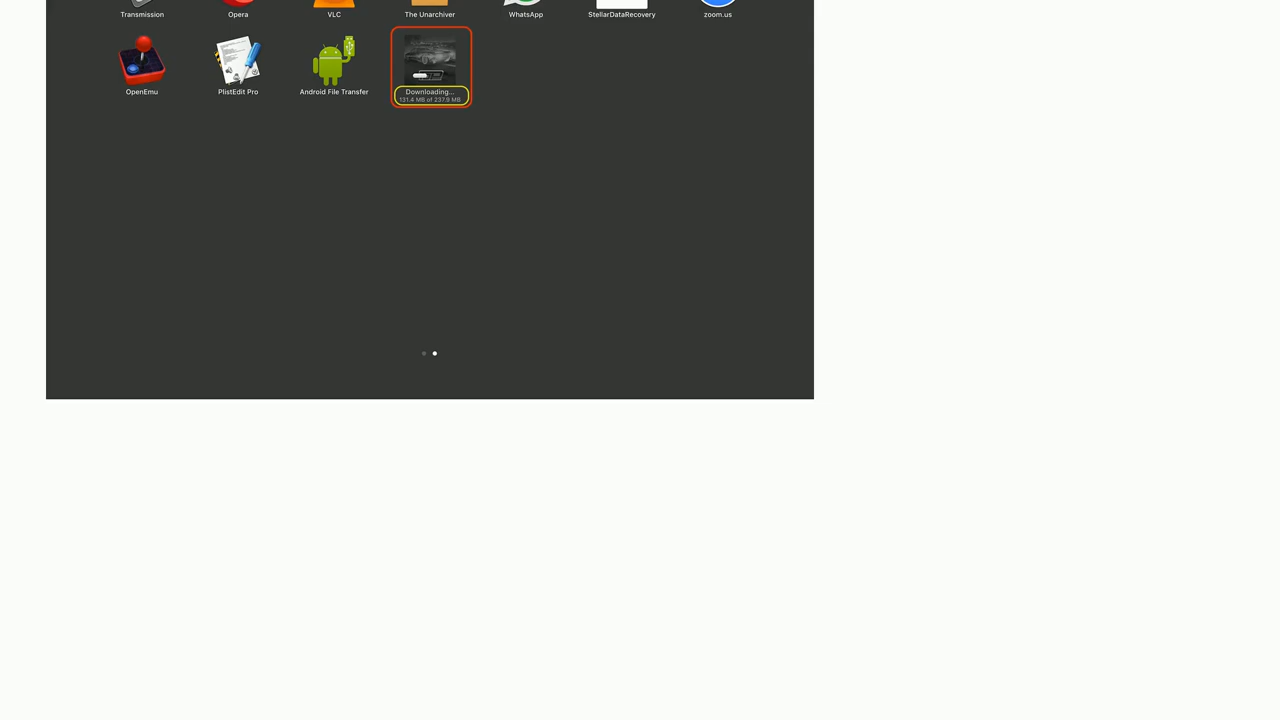 Transmission Opera VLC The Unarchiver WhatsApp StellarDataRecovery zoom.us
OpenEmu PlistEdit Pro Android File Transfer Downloading...
131.4 MB of 237.9 MB